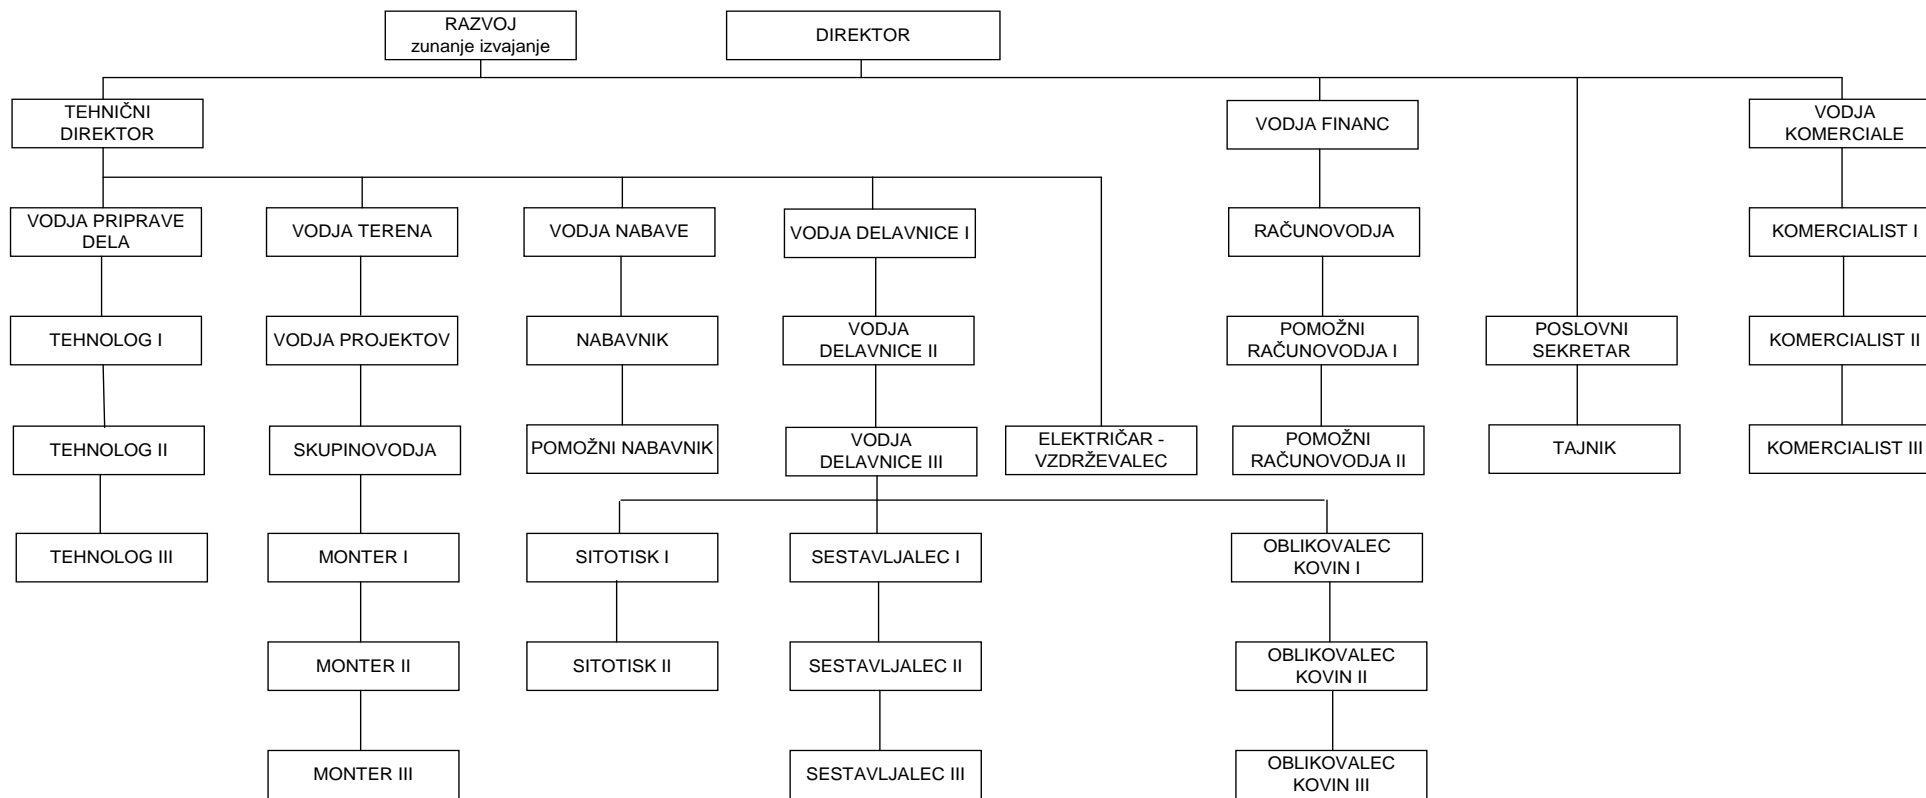 RAZVOJ
zunanje izvajanje
DIREKTOR
TEHNIČNI
DIREKTOR
VODJA FINANC
VODJA
KOMERCIALE
VODJA PRIPRAVE
DELA
VODJA TERENA
VODJA NABAVE
VODJA DELAVNICE I
RAČUNOVODJA
KOMERCIALIST I
TEHNOLOG I
VODJA PROJEKTOV
NABAVNIK
VODJA
DELAVNICE II
POMOŽNI
RAČUNOVODJA I
POSLOVNI
SEKRETAR
KOMERCIALIST II
TEHNOLOG II
SKUPINOVODJA
POMOŽNI NABAVNIK
VODJA
DELAVNICE III
ELEKTRIČAR -
VZDRŽEVALEC
POMOŽNI
RAČUNOVODJA II
TAJNIK
KOMERCIALIST III
TEHNOLOG III
MONTER I
SITOTISK I
SESTAVLJALEC I
OBLIKOVALEC
KOVIN I
MONTER II
SITOTISK II
SESTAVLJALEC II
OBLIKOVALEC
KOVIN II
MONTER III
SESTAVLJALEC III
OBLIKOVALEC
KOVIN III